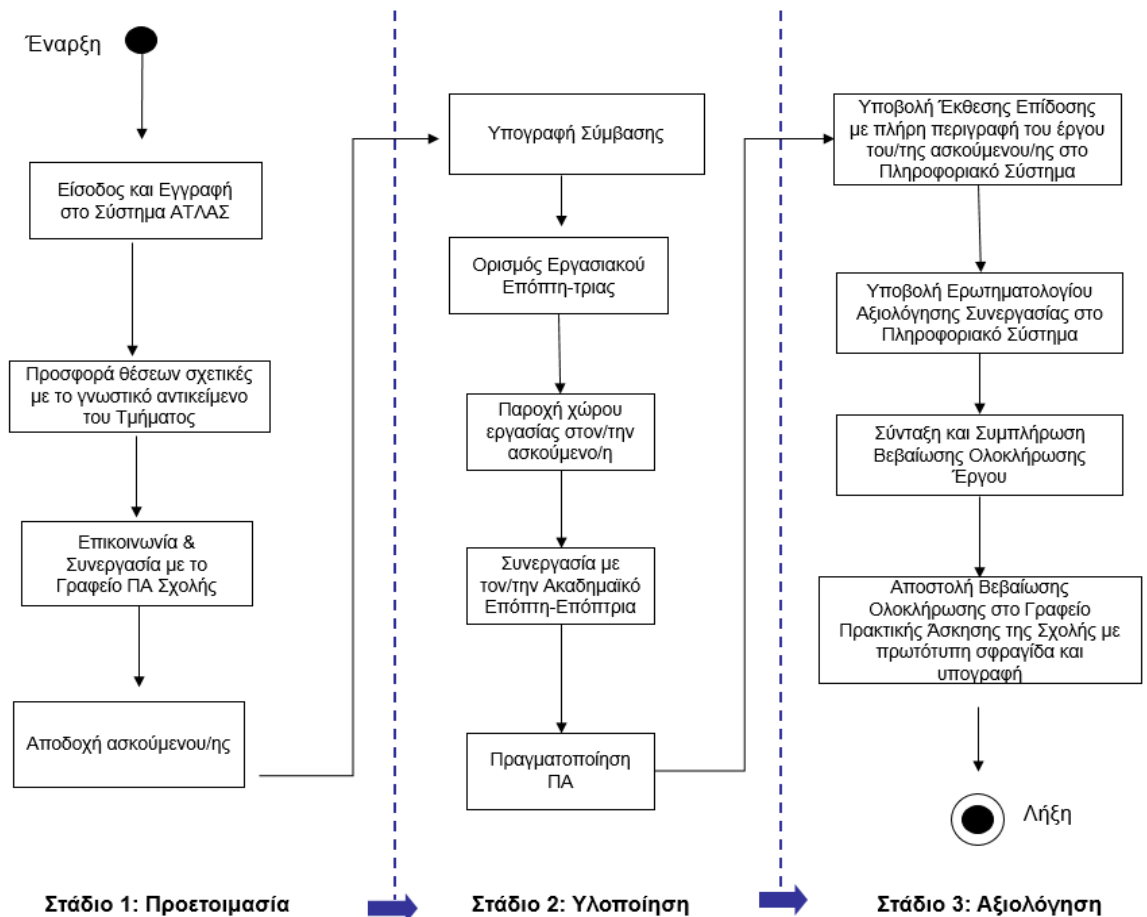 Έναρξη
Είσοδος και Εγγραφή
στο Σύστημα ΑΤΛΑΣ
Προσφορά θέσεων σχετικές
με το γνωστικό αντικείμενο
του Τμήματος
Επικοινωνία &
Συνεργασία με το
Γραφείο ΠΑ Σχολής
Αποδοχή ασκούμενου/ης
Στάδιο 1: Προετοιμασία
Υπογραφή Σύμβασης
Ορισμός Εργασιακού
Επόπτη-τριας
Παροχή χώρου
εργασίας στον/την
ασκούμενο/η
Συνεργασία με
τον/την Ακαδημαϊκό
Επόπτη-Επόπτρια
Πραγματοποίηση
ΠΑ
Στάδιο 2: Υλοποίηση
Υποβολή Έκθεσης Επίδοσης
με πλήρη περιγραφή του έργου
του/της ασκούμενου/ης στο
Πληροφοριακό Σύστημα
Υποβολή Ερωτηματολογίου
Αξιολόγησης Συνεργασίας στο
Πληροφοριακό Σύστημα
Σύνταξη και Συμπλήρωση
Βεβαίωσης Ολοκλήρωσης
Έργου
Αποστολή Βεβαίωσης
Ολοκλήρωσης στο Γραφείο
Πρακτικής Άσκησης της Σχολής με
πρωτότυπη σφραγίδα και
υπογραφή
Λήξη
Στάδιο 3: Αξιολόγηση